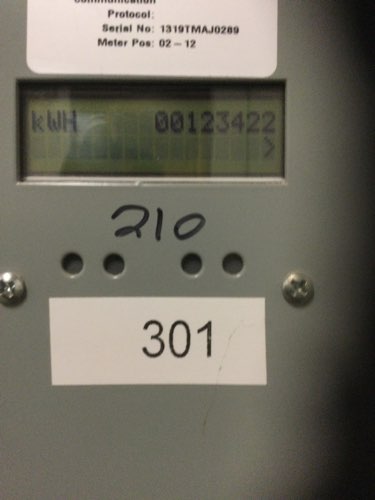 Communication
Protocol:
Serial No: 1319TMAJ0289
Meter Pos: 02-12
kWH 00123422
>
210
301